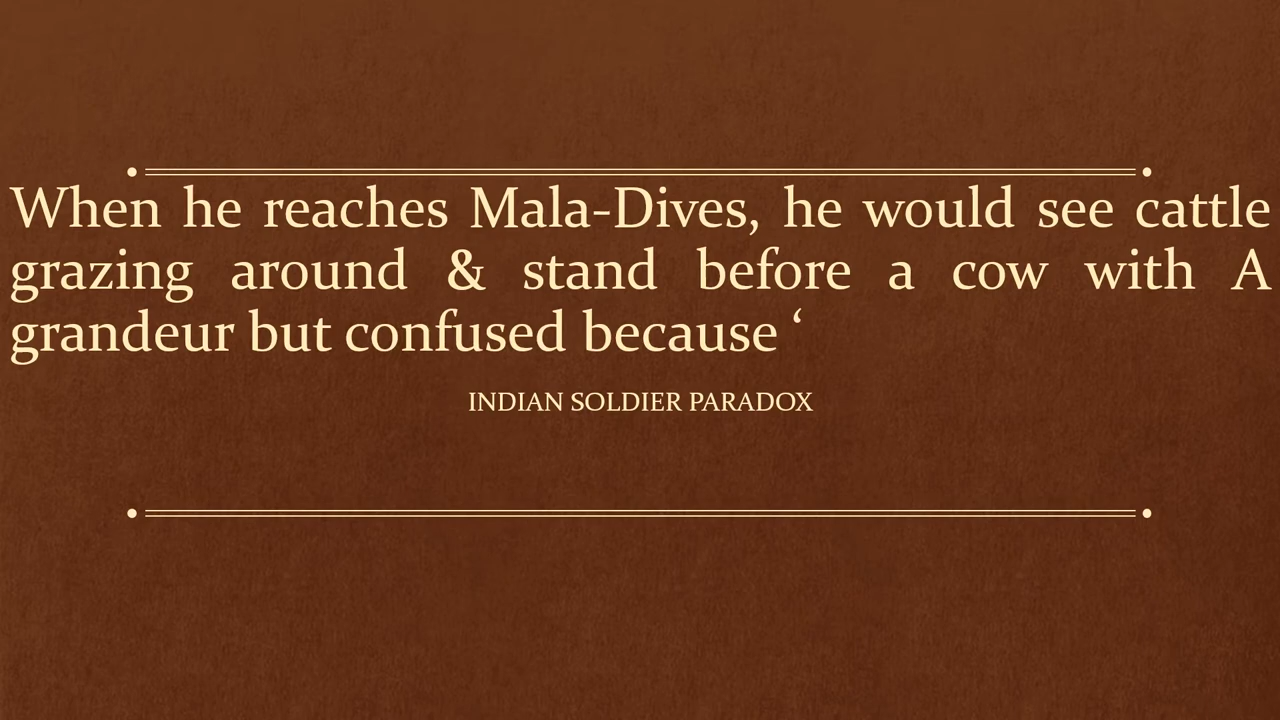 When he reaches Mala-Dives, he would see cattle
grazing around & stand before a cow with A
grandeur but confused because ‘
INDIAN SOLDIER PARADOX